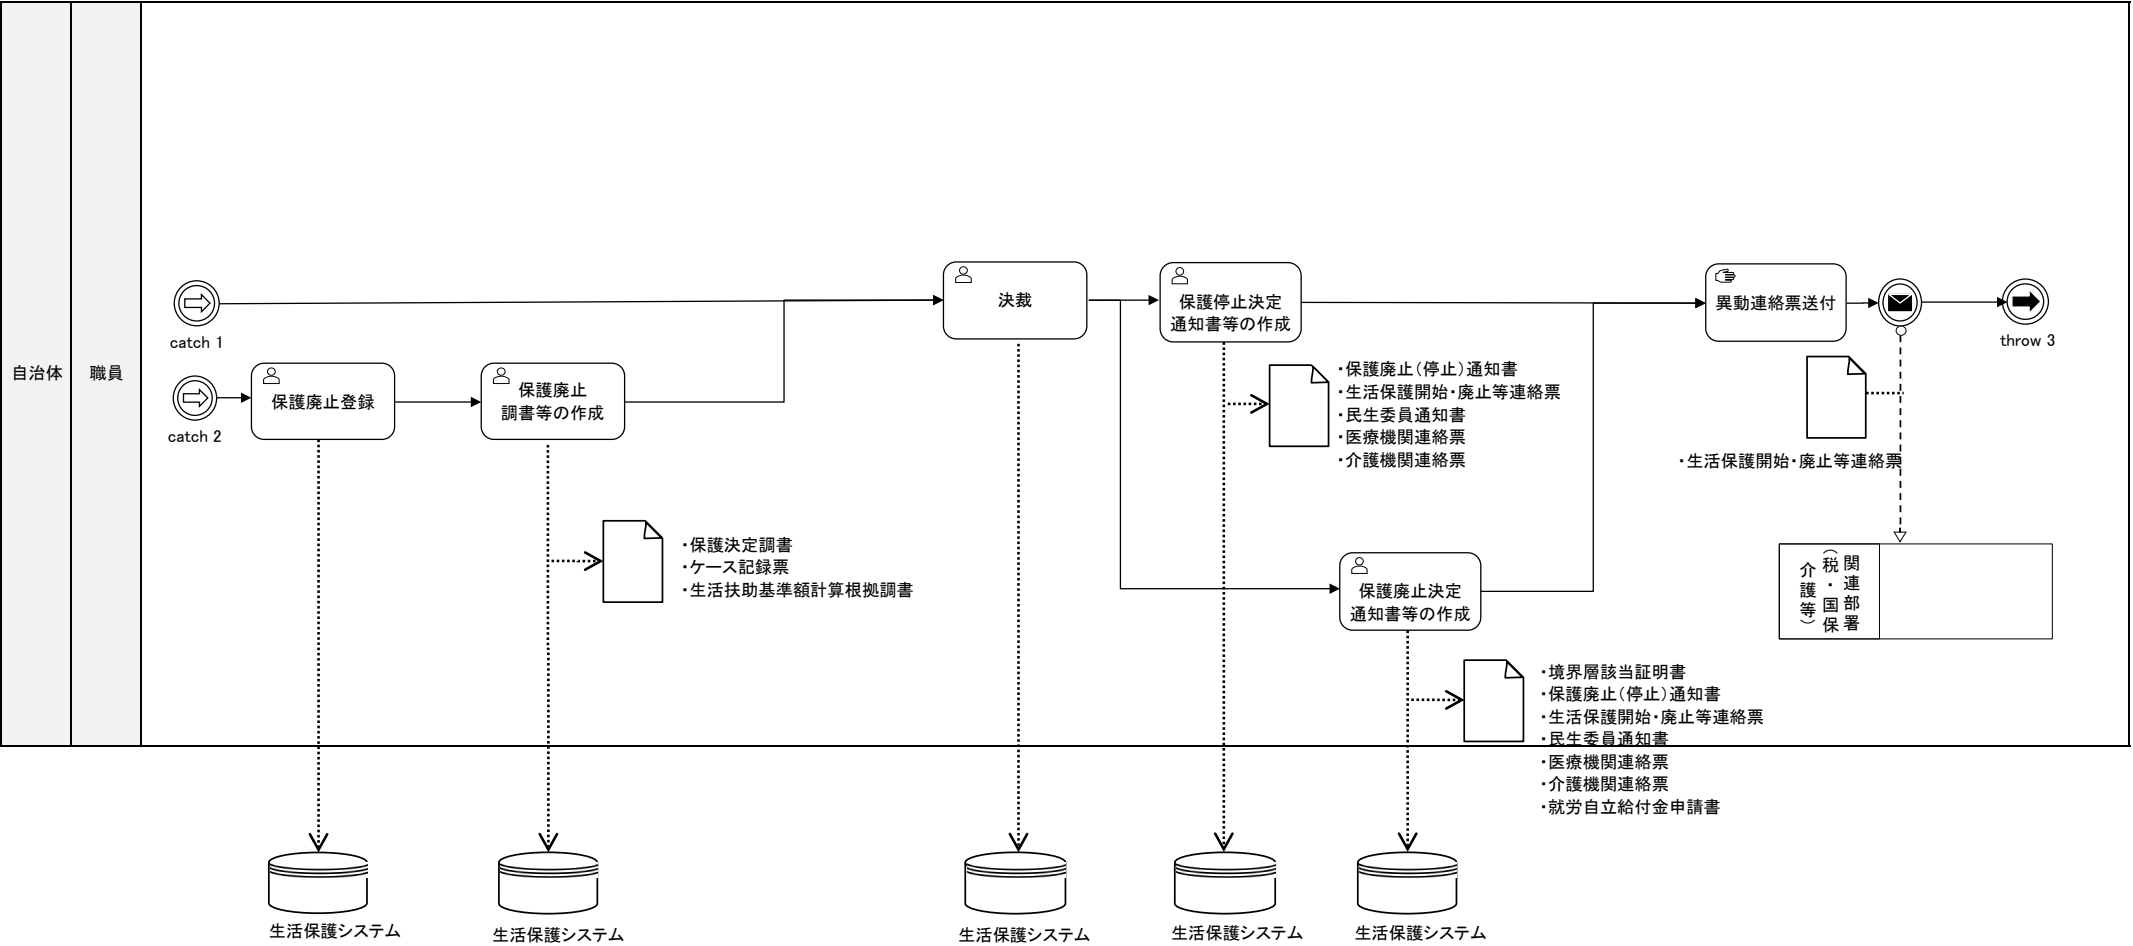 自治体
職員
catch 1
catch 2
保護廃止登録
保護廃止
調書等の作成
・保護決定調書
・ケース記録票
・生活扶助基準額計算根拠調書
決裁
保護停止決定
通知書等の作成
・保護廃止（停止）通知書
・生活保護開始・廃止等連絡票
・民生委員通知書
・医療機関連絡票
・介護機関連絡票
保護廃止決定
通知書等の作成
・境界層該当証明書
・保護廃止（停止）通知書
・生活保護開始・廃止等連絡票
・民生委員通知書
・医療機関連絡票
・介護機関連絡票
・就労自立給付金申請書
異動連絡票送付
throw 3
・生活保護開始・廃止等連絡票
関連部署
（税・国保
介護等）
生活保護システム
生活保護システム
生活保護システム
生活保護システム
生活保護システム